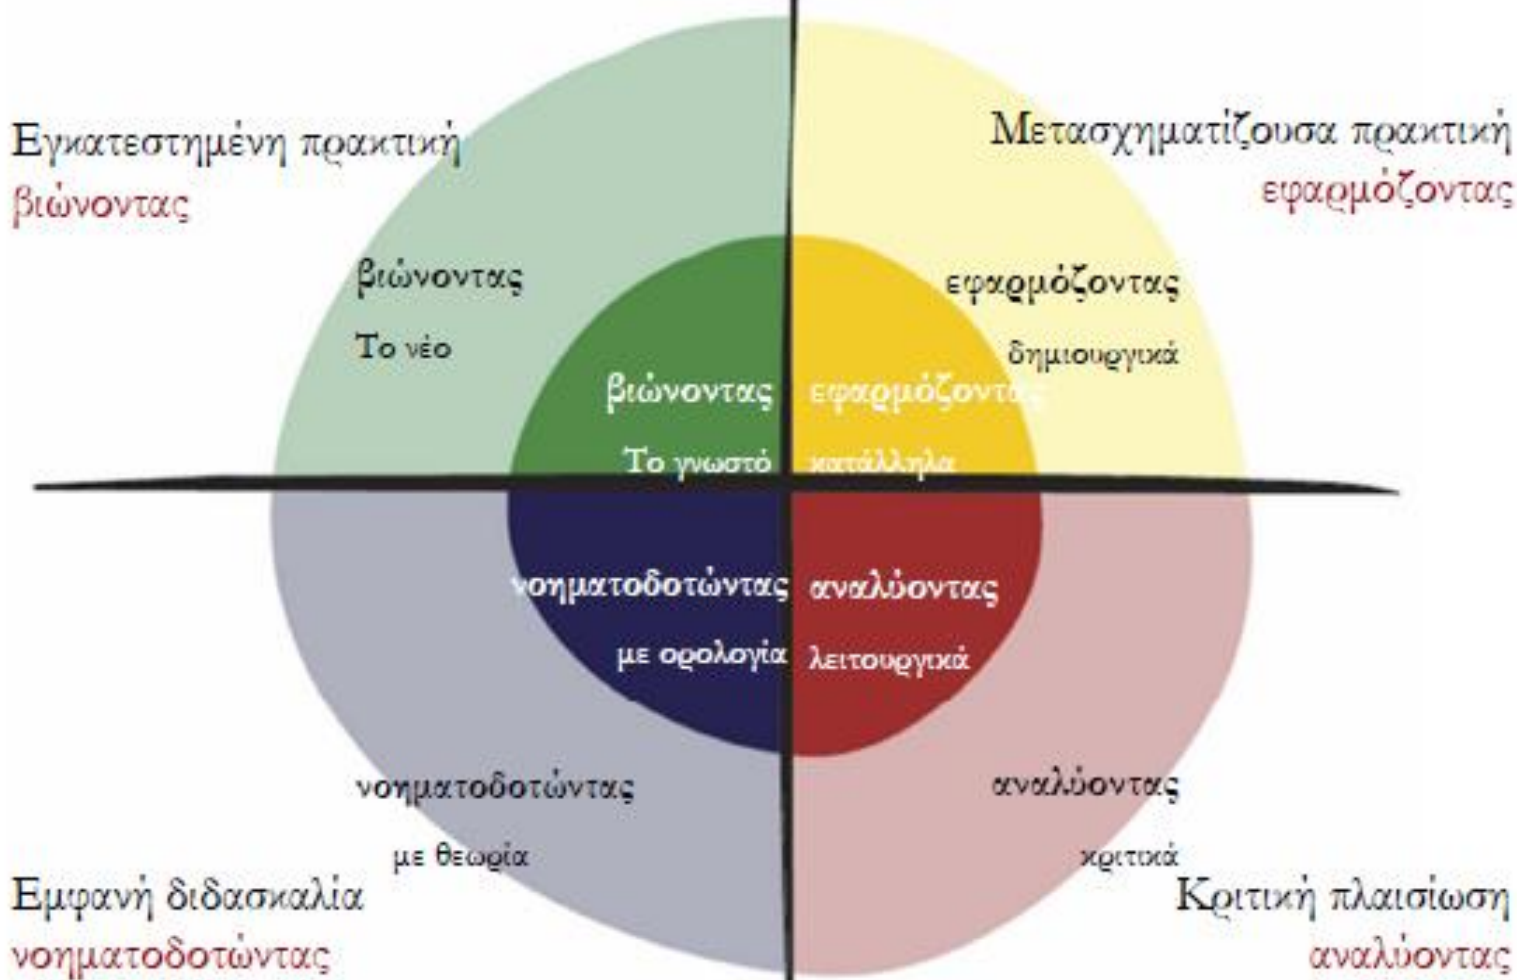 Εγκατεστημένη πρακτική
βιώνοντας
Μετασχηματίζουσα πρακτική
εφαρμόζοντας
βιώνοντας
Το νέο
εφαρμόζοντας
δημιουργικά
βιώνοντας
Το γνωστό
εφαρμόζοντας
κατάλληλα
νοηματοδοτώντας
με ορολογία
αναλύοντας
λειτουργικά
νοηματοδοτώντας
με θεωρία
αναλύοντας
κριτικά
Εμφανή διδασκαλία
νοηματοδοτώντας
Κριτική πλαισίωση
αναλύοντας